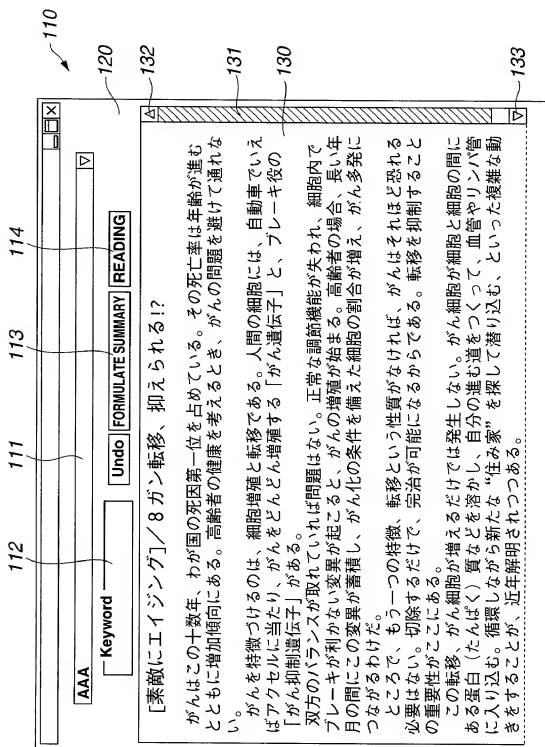 110
120
132
131
130
133
114
113
111
112
AAA
Keyword
Undo
FORMULATE SUMMARY
READING
[素敵にエイジング]／8 ガン転移、抑えられる!?
がんはこの十数年、わが国の死因第一位を占めている。その死亡率は年齢が進む
とともに増加傾向にある。高齢者の健康を考えるとき、がんの問題を避けて通れな
い。
がんを特徴づけるのは、細胞増殖と転移である。人間の細胞には、自動車でいえ
ばアクセルに当たり、がんをどんどん増殖する「がん遺伝子」と、ブレーキ役の
「がん抑制遺伝子」がある。
双方のバランスが取れていれば問題はない。正常な調節機能が失われ、細胞内で
ブレーキが利かない変異が起こると、がんの増殖が始まる。高齢者の場合、長い年
月の間にこの変異が蓄積し、がん化の条件を備えた細胞の割合が増え、がん多発に
つながるわけだ。
ところで、もう一つの特徴、転移という性質がなければ、がんはそれほど恐れる
必要はない。切除するだけで、完治が可能になるからである。転移を抑制すること
の重要性がここにある。
この転移、がん細胞が増えるだけでは発生しない。がん細胞が細胞と細胞の間に
ある蛋白（たんぱく）質などを溶かし、自分の進む道をつくって、血管やリンパ管
に入り込む。循環しながら新たな“住み家”を探して潜り込む、といった複雑な動
きをすることが、近年解明されつつある。